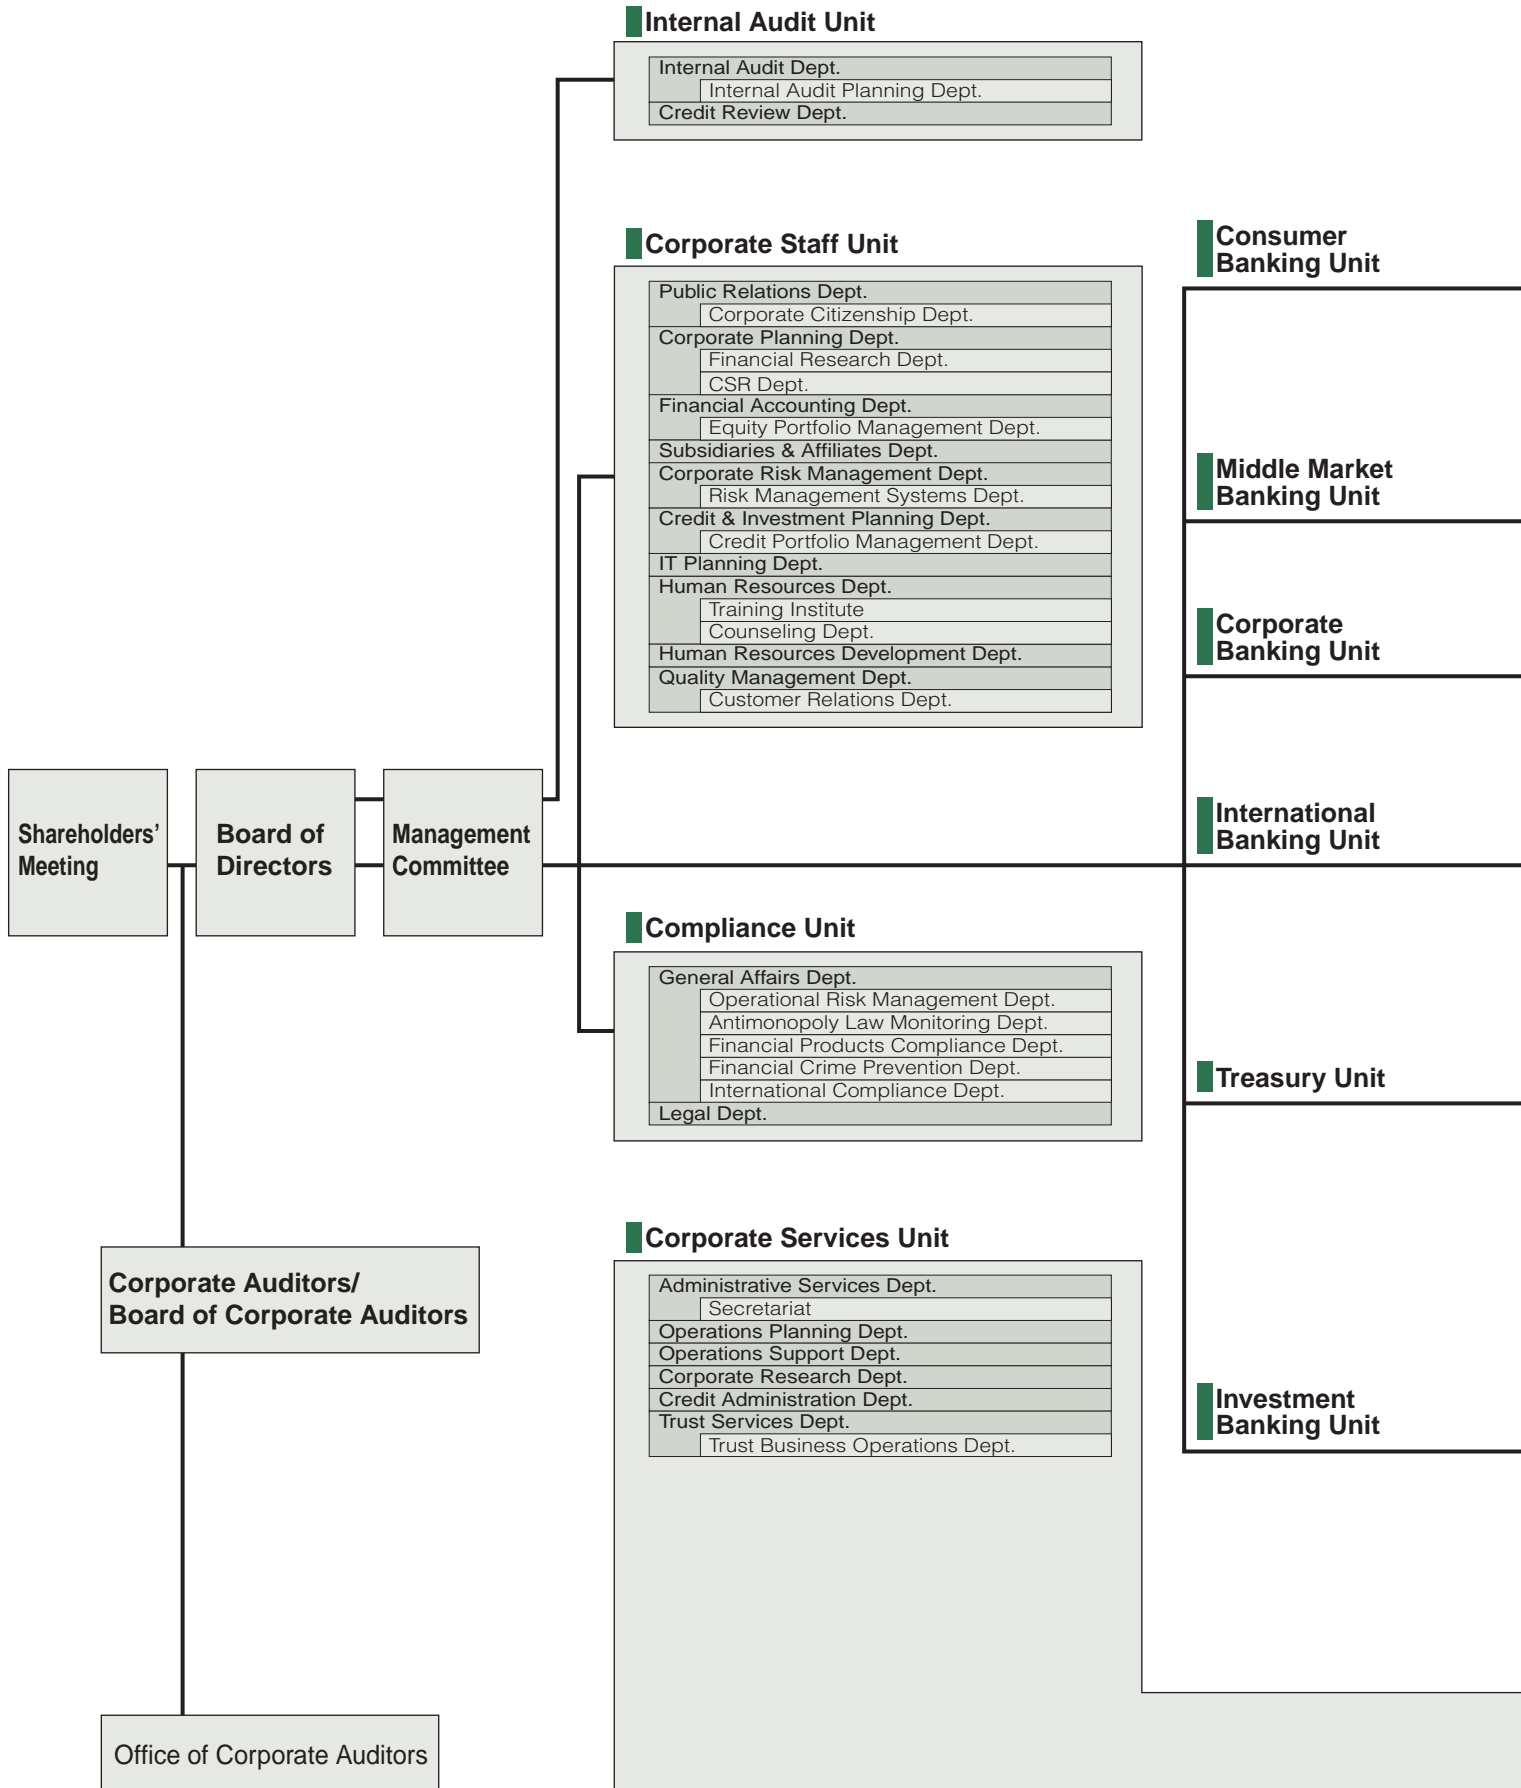 Internal Audit Unit
Internal Audit Dept.
Internal Audit Planning Dept.
Credit Review Dept.
Corporate Staff Unit
Public Relations Dept.
Corporate Citizenship Dept.
Corporate Planning Dept.
Financial Research Dept.
CSR Dept.
Financial Accounting Dept.
Equity Portfolio Management Dept.
Subsidiaries & Affiliates Dept.
Corporate Risk Management Dept.
Risk Management Systems Dept.
Credit & Investment Planning Dept.
Credit Portfolio Management Dept.
IT Planning Dept.
Human Resources Dept.
Training Institute
Counseling Dept.
Human Resources Development Dept.
Quality Management Dept.
Customer Relations Dept.
Shareholders’
Meeting
Board of
Directors
Management
Committee
Compliance Unit
General Affairs Dept.
Operational Risk Management Dept.
Antimonopoly Law Monitoring Dept.
Financial Products Compliance Dept.
Financial Crime Prevention Dept.
International Compliance Dept.
Legal Dept.
Corporate Auditors/
Board of Corporate Auditors
Office of Corporate Auditors
Corporate Services Unit
Administrative Services Dept.
Secretariat
Operations Planning Dept.
Operations Support Dept.
Corporate Research Dept.
Credit Administration Dept.
Trust Services Dept.
Trust Business Operations Dept.
Consumer
Banking Unit
Middle Market
Banking Unit
Corporate
Banking Unit
International
Banking Unit
Treasury Unit
Investment
Banking Unit